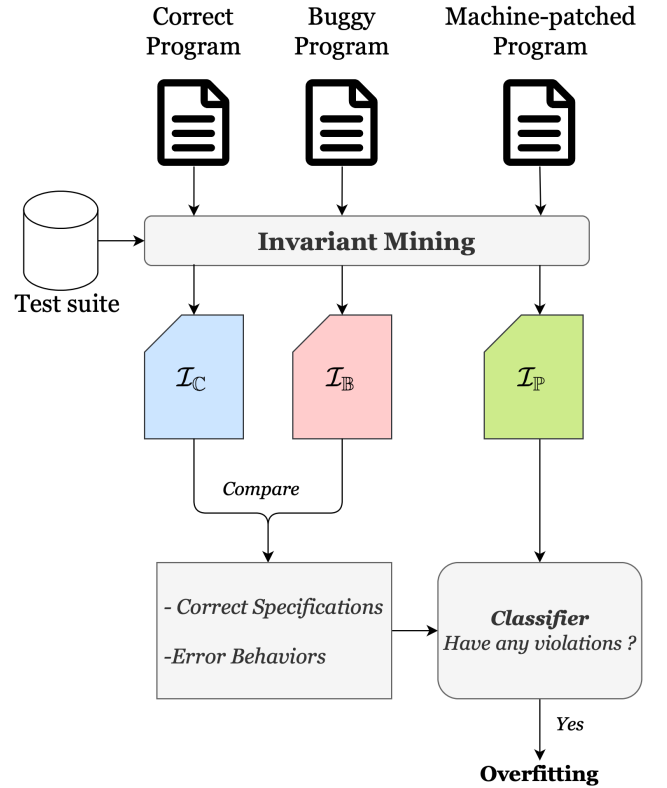 Correct
Program
Buggy
Program
Machine-patched
Program
Invariant Mining
Test suite
𝓘ℂ
𝓘𝔹
𝓘ℙ
Compare
- Correct Specifications
-Error Behaviors
Classifier
Have any violations ?
Yes
Overfitting